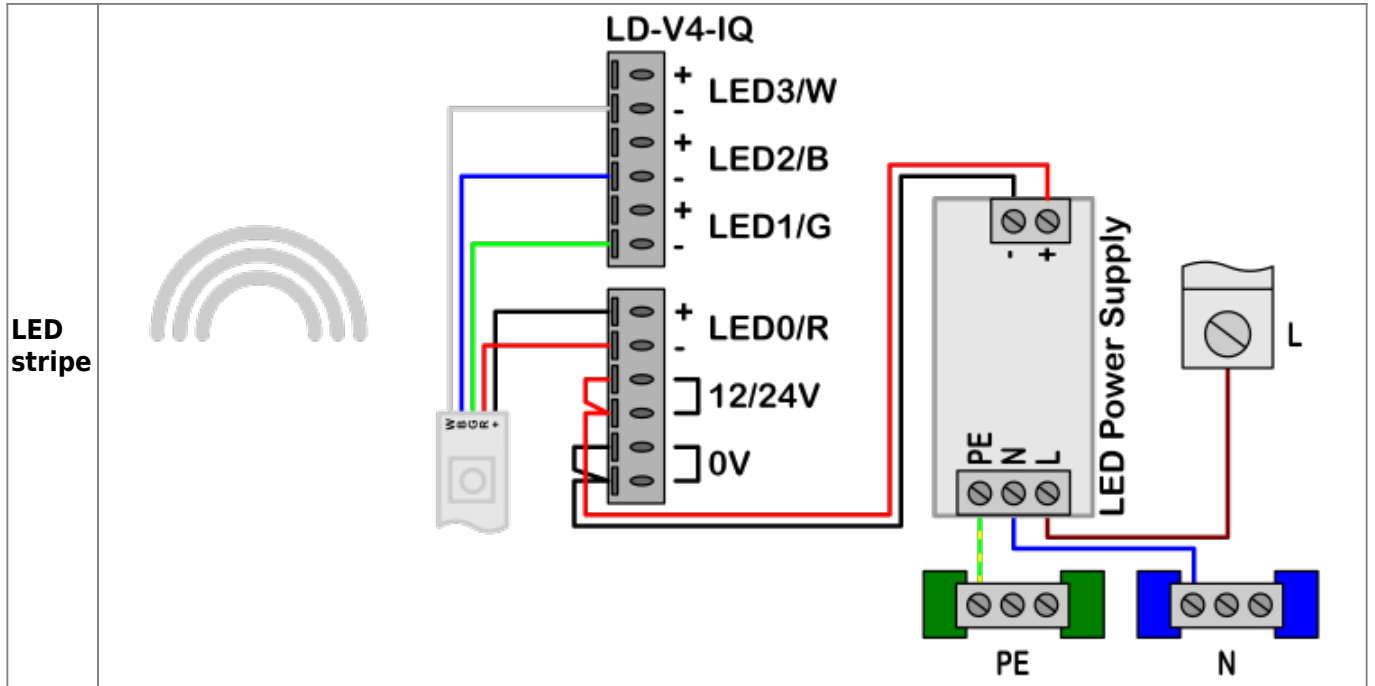 LED
stripe
LD-V4-IQ
+
LED3/W
-
+
LED2/B
-
+
LED1/G
-
+
LED0/R
-
12/24V
0V
W B G R +
- +
LED Power Supply
PE N L
L
PE
N